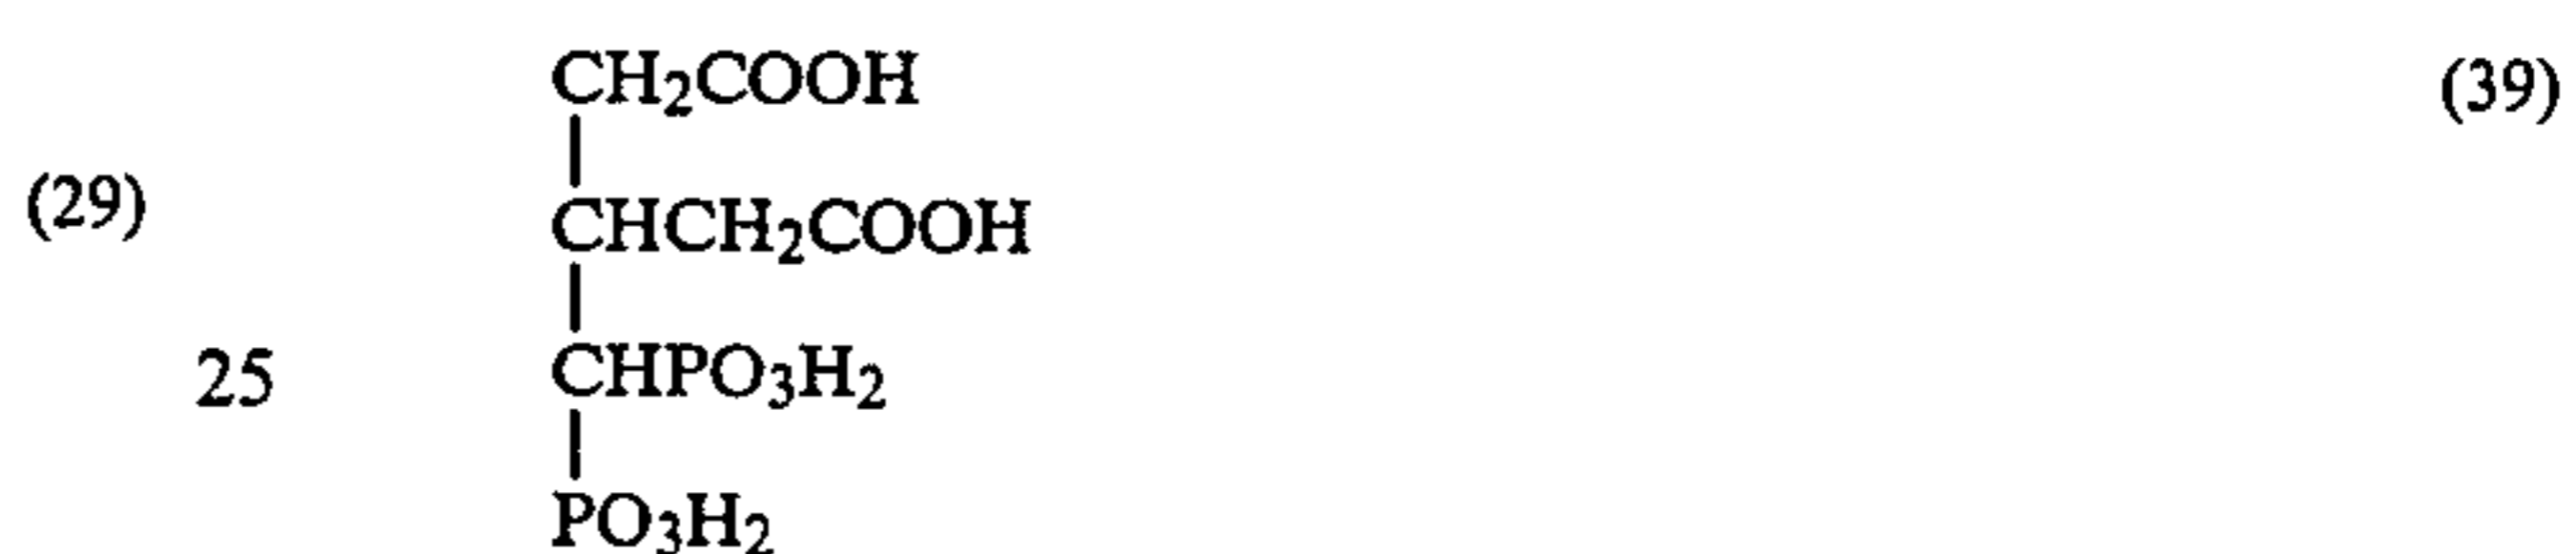 CH₂COOH (39)
(29) CHCH₂COOH
25 CHPO₃H₂
PO₃H₂